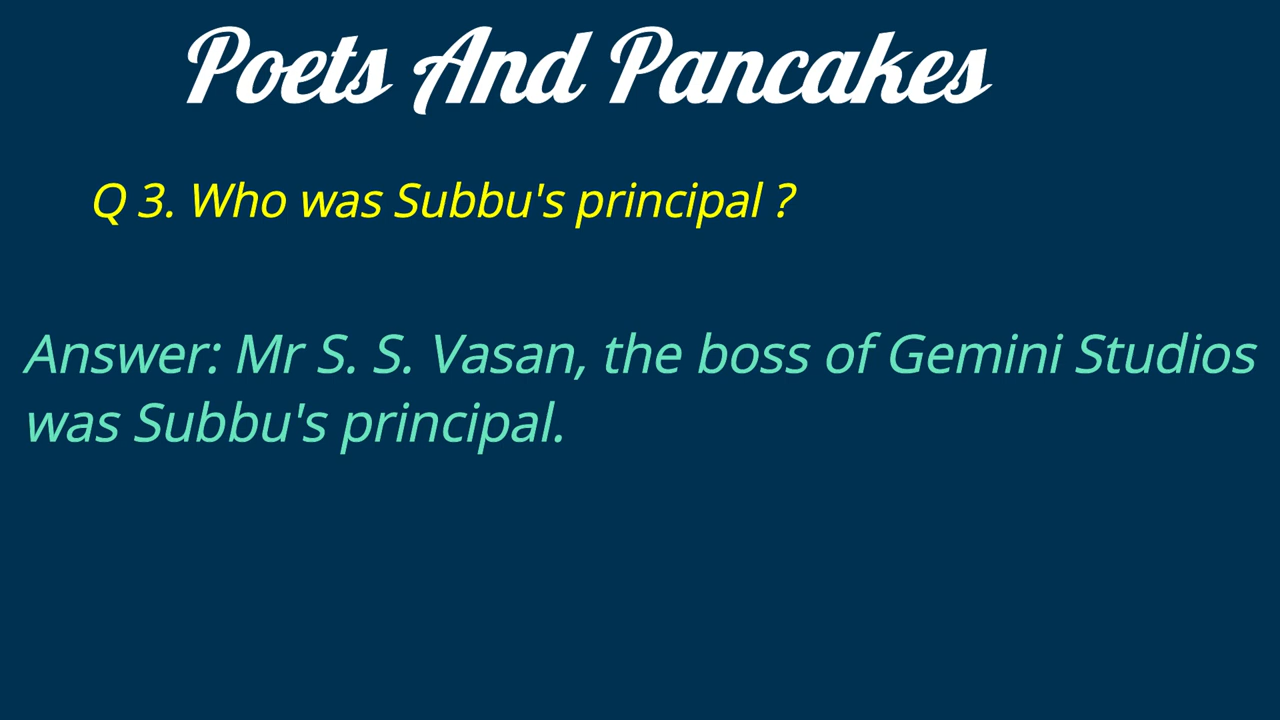 Poets And Pancakes
Q 3. Who was Subbu's principal ?
Answer: Mr S. S. Vasan, the boss of Gemini Studios
was Subbu's principal.